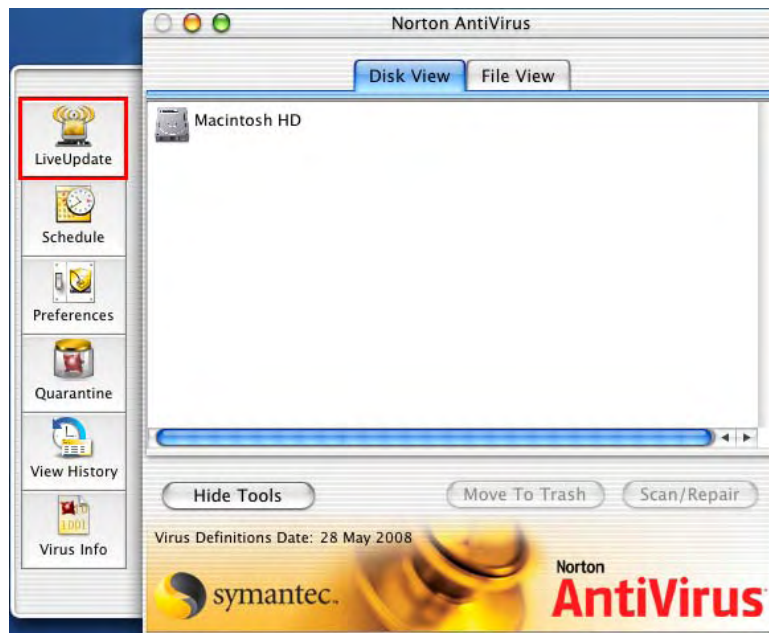 Norton AntiVirus
Disk View
File View
Macintosh HD
LiveUpdate
Schedule
Preferences
Quarantine
View History
1001
Virus Info
Hide Tools
Move To Trash
Scan/Repair
Virus Definitions Date: 28 May 2008
symantec.
Norton
AntiVirus